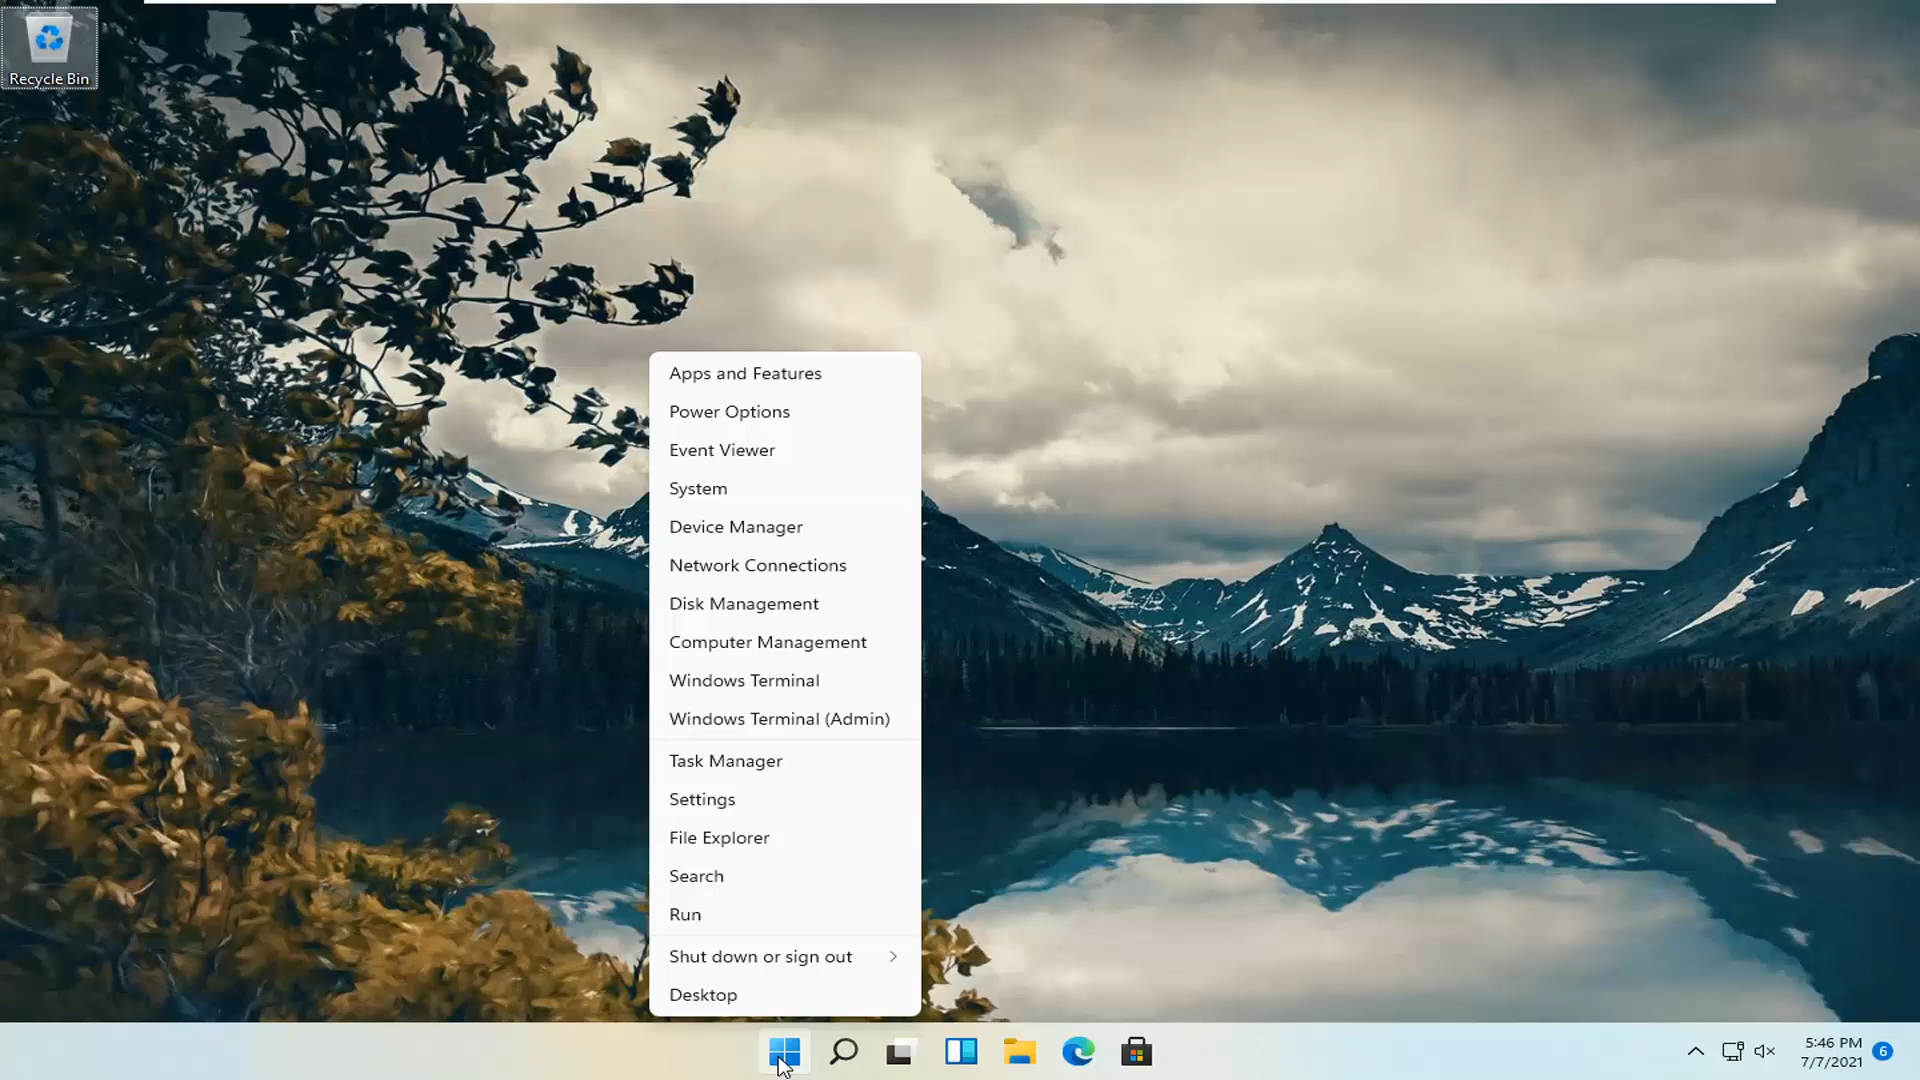 Recycle Bin
Apps and Features
Power Options
Event Viewer
System
Device Manager
Network Connections
Disk Management
Computer Management
Windows Terminal
Windows Terminal (Admin)
Task Manager
Settings
File Explorer
Search
Run
Shut down or sign out
Desktop
5:46 PM
7/7/2021
6